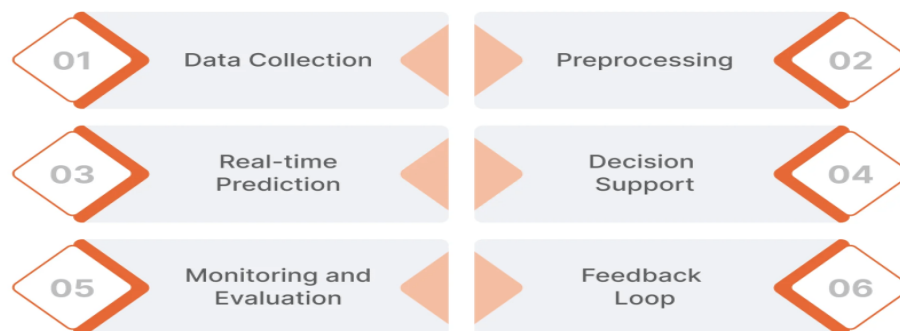 01
Data Collection
Preprocessing
02
03
Real-time
Prediction
Decision
Support
04
05
Monitoring and
Evaluation
Feedback
Loop
06